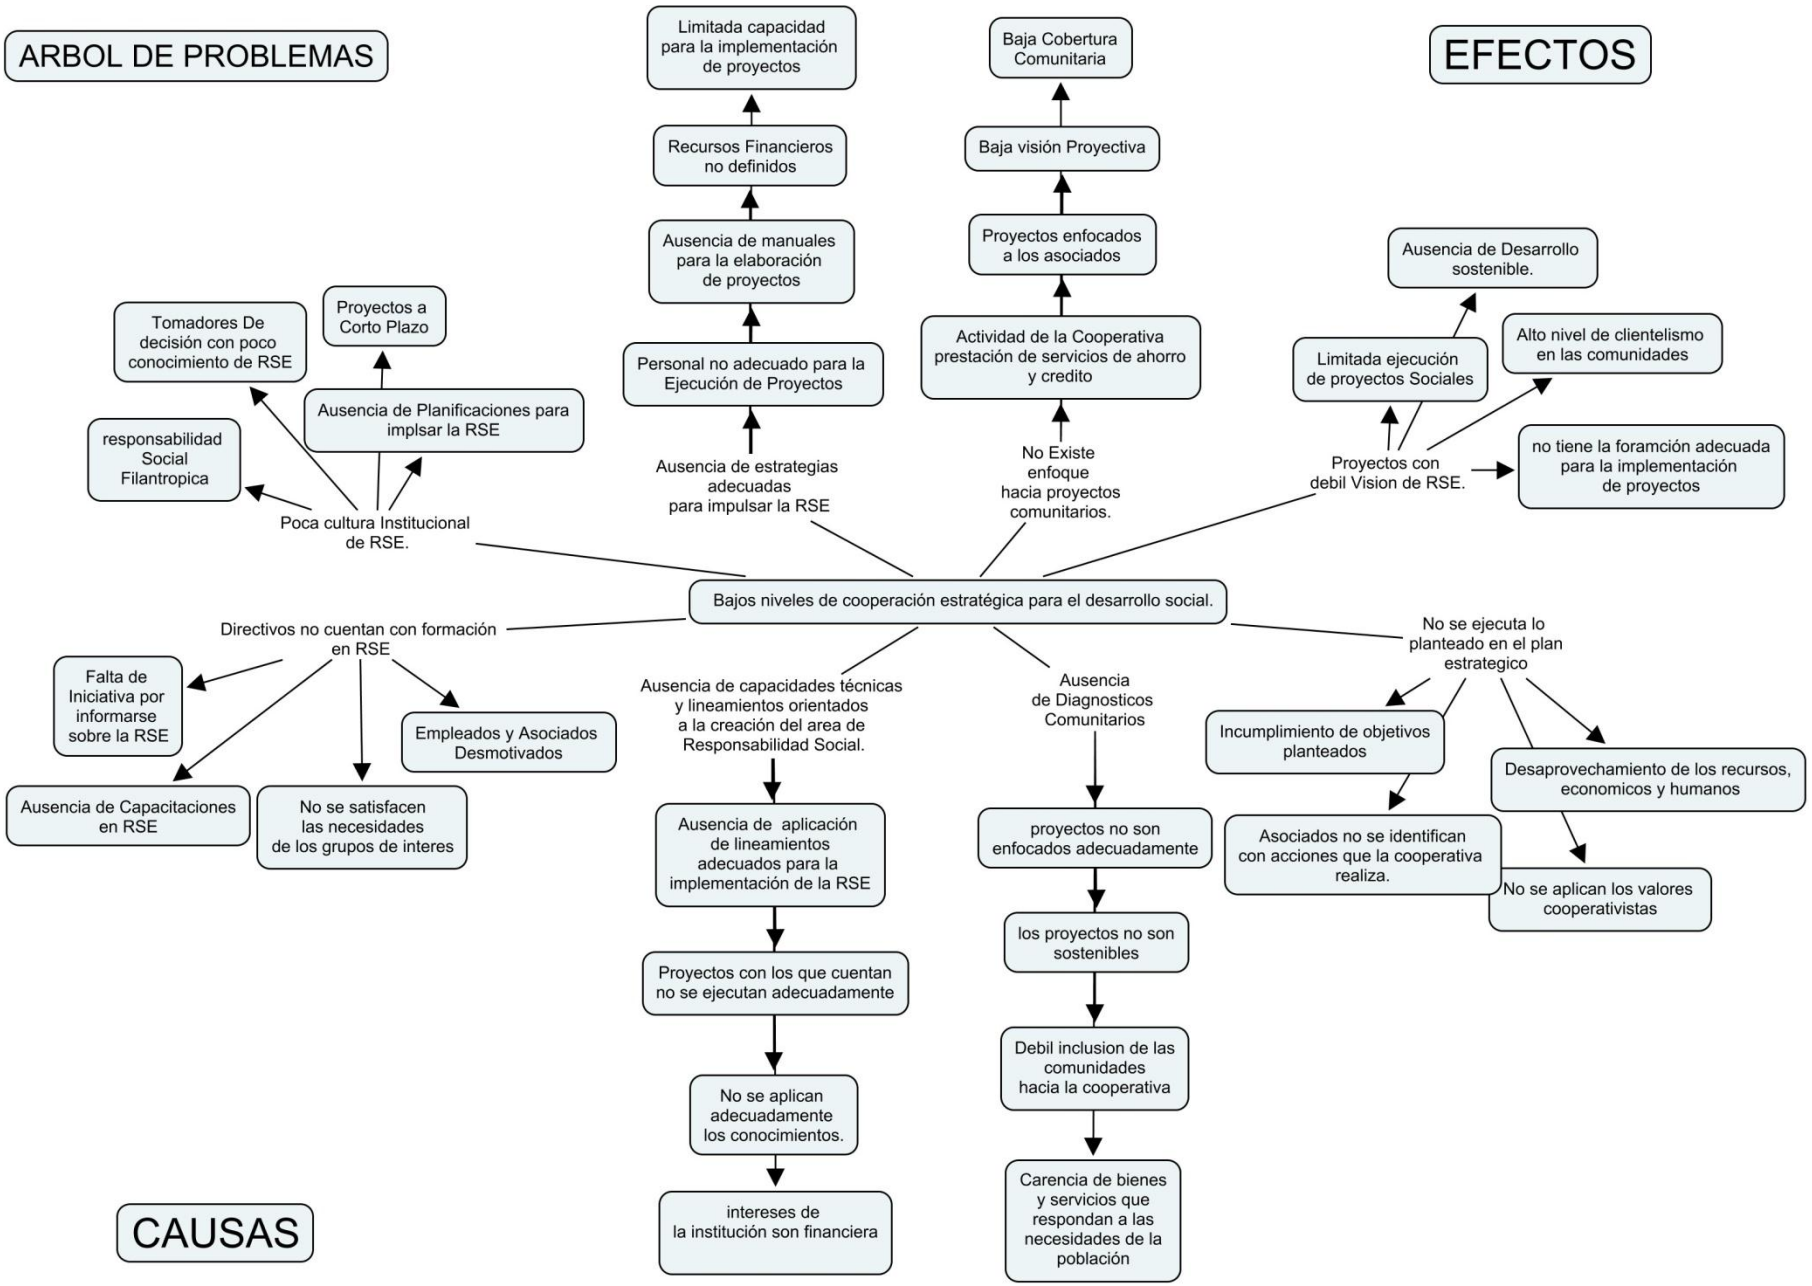 ARBOL DE PROBLEMAS
EFECTOS
Limitada capacidad
para la implementación
de proyectos
Recursos Financieros
no definidos
Ausencia de manuales
para la elaboración
de proyectos
Personal no adecuado para la
Ejecución de Proyectos
Ausencia de estrategias
adecuadas
para impulsar la RSE
Baja Cobertura
Comunitaria
Baja visión Proyectiva
Proyectos enfocados
a los asociados
Actividad de la Cooperativa
prestación de servicios de ahorro
y credito
No Existe
enfoque
hacia proyectos
comunitarios.
Tomadores De
decisión con poco
conocimiento de RSE
Proyectos a
Corto Plazo
Ausencia de Planificaciones para
implsar la RSE
responsabilidad
Social
Filantropica
Poca cultura Institucional
de RSE.
Ausencia de Desarrollo
sostenible.
Alto nivel de clientelismo
en las comunidades
Limitada ejecución
de proyectos Sociales
no tiene la foramción adecuada
para la implementación
de proyectos
Proyectos con
debil Vision de RSE.
Bajos niveles de cooperación estratégica para el desarrollo social.
Directivos no cuentan con formación
en RSE
Falta de
Iniciativa por
informarse
sobre la RSE
Ausencia de Capacitaciones
en RSE
No se satisfacen
las necesidades
de los grupos de interes
Empleados y Asociados
Desmotivados
Ausencia de capacidades técnicas
y lineamientos orientados
a la creación del area de
Responsabilidad Social.
Ausencia de aplicación
de lineamientos
adecuados para la
implementación de la RSE
Proyectos con los que cuentan
no se ejecutan adecuadamente
No se aplican
adecuadamente
los conocimientos.
intereses de
la institución son financiera
Ausencia
de Diagnosticos
Comunitarios
proyectos no son
enfocados adecuadamente
los proyectos no son
sostenibles
Debil inclusion de las
comunidades
hacia la cooperativa
Carencia de bienes
y servicios que
respondan a las
necesidades de la
población
No se ejecuta lo
planteado en el plan
estrategico
Incumplimiento de objetivos
planteados
Desaprovechamiento de los recursos,
economicos y humanos
Asociados no se identifican
con acciones que la cooperativa
realiza.
No se aplican los valores
cooperativistas
CAUSAS